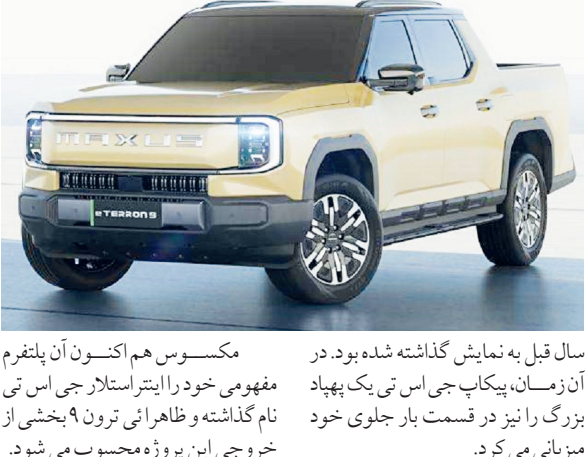 MAXUS
eTERRON 9
سال قبل به نمایش گذاشته شده بود. در
آن زمـــان، پیکاپ جی اس تی یک پهپاد
بزرگ را نیز در قسمت بار جلوی خود
میزبانی می کرد.
مکســـوس هم اکنـــون آن پلتفرم
مفهومی خود را اینتراستلار جی اس تی
نام گذاشته و ظاهرا ئی ترون ۹ بخشی از
خروجی این پروژه محسوب می شود.